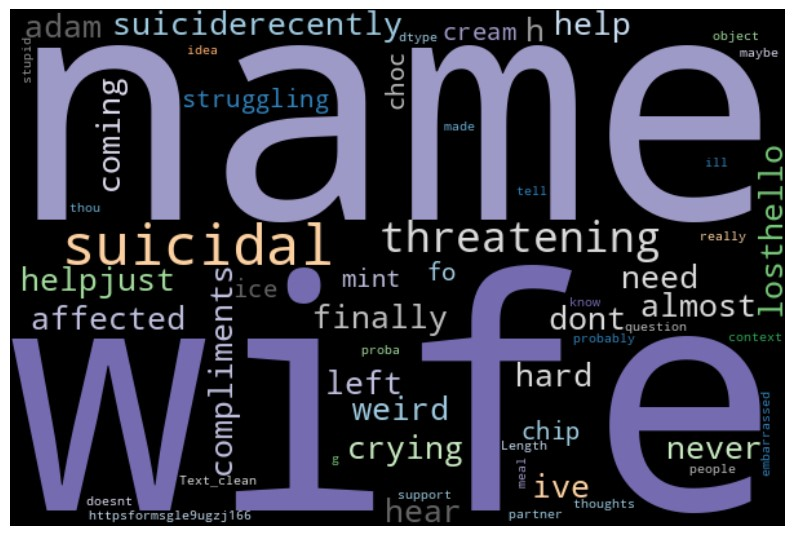 adam
suiciderecently
dtype
cream
h
help
object
maybe
stupid
idea
name
coming
struggling
choc
made
tell
ill
thou
losthello
suicidal
threatening
really
helpjust
ice
mint
fo
need
know
almost
affected
compliments
finally
dont
question
probably
context
wife
proba
left
hard
weird
chip
embarrassed
crying
Length
never
g
people
Text_clean
meal
ive
doesnt
support
thoughts
httpsformsgle9ugzj166
hear
partner